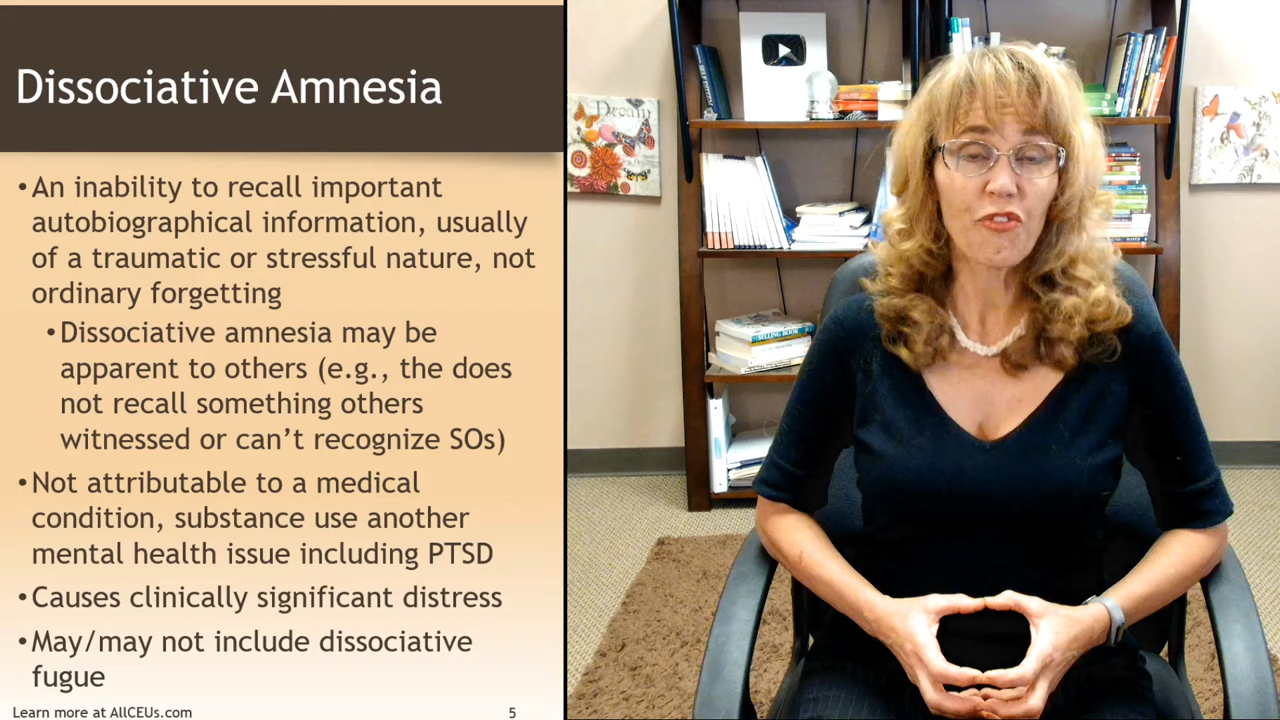 Dissociative Amnesia
•An inability to recall important
autobiographical information, usually
of a traumatic or stressful nature, not
ordinary forgetting
•Dissociative amnesia may be
apparent to others (e.g., the does
not recall something others
witnessed or can’t recognize SOs)
•Not attributable to a medical
condition, substance use another
mental health issue including PTSD
•Causes clinically significant distress
•May/may not include dissociative
fugue
Learn more at AllCEUs.com
5
Dream